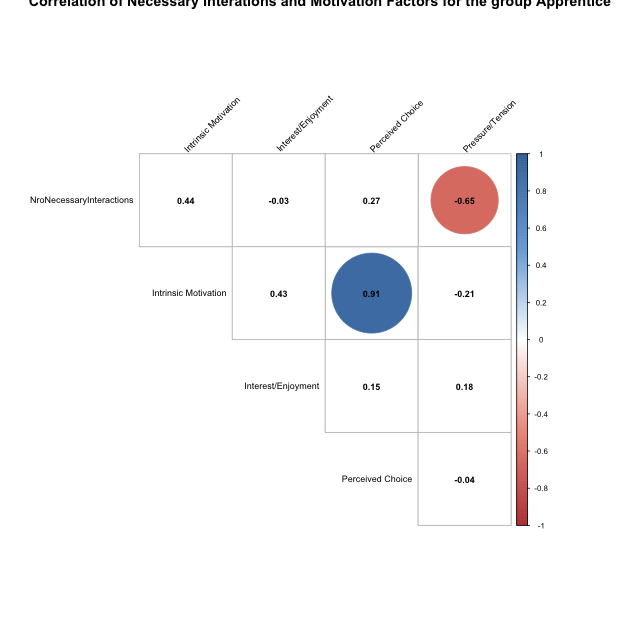 Correlation of Necessary Interations and Motivation Factors for the group Apprentice
Intrinsic Motivation
Interest/Enjoyment
Perceived Choice
Pressure/Tension
NroNecessaryInteractions
0.44
-0.03
0.27
-0.65
Intrinsic Motivation
0.43
0.91
-0.21
Interest/Enjoyment
0.15
0.18
Perceived Choice
-0.04
1
0.8
0.6
0.4
0.2
0
-0.2
-0.4
-0.6
-0.8
-1